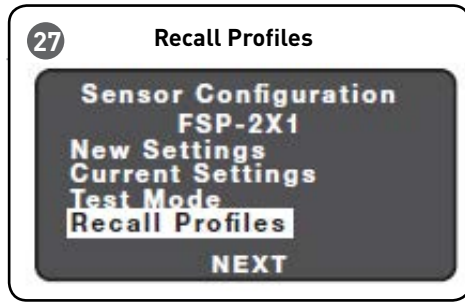 27
Recall Profiles
Sensor Configuration
FSP-2X1
New Settings
Current Settings
Test Mode
Recall Profiles
NEXT